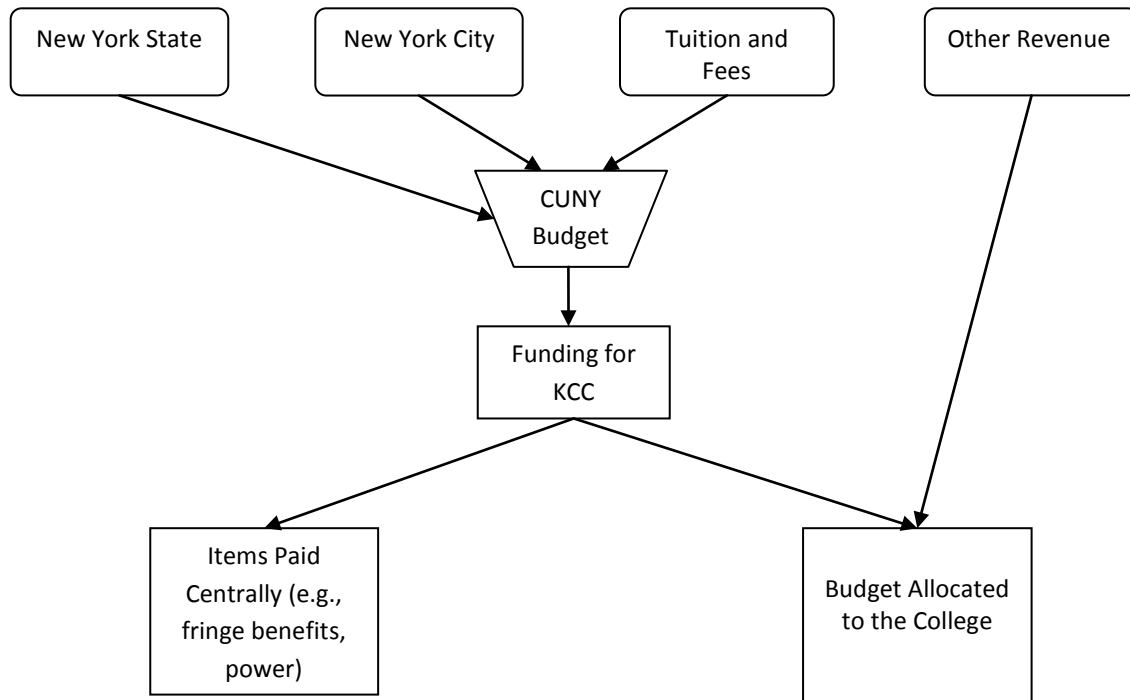 New York State
New York City
Tuition and
Fees
Other Revenue
CUNY
Budget
Funding for
KCC
Items Paid
Centrally (e.g.,
fringe benefits,
power)
Budget Allocated
to the College